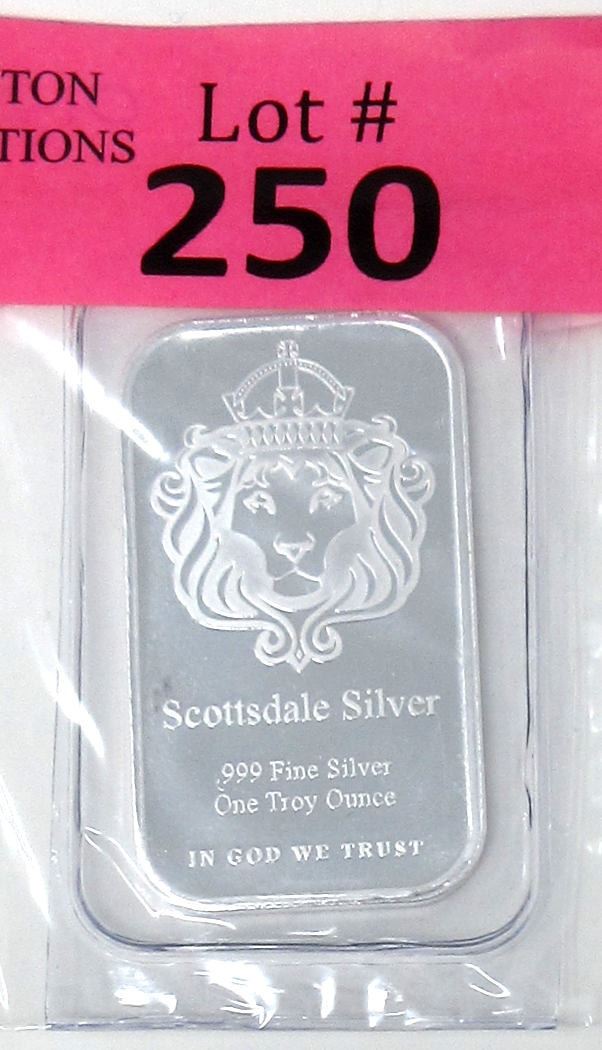 TON
TIONS
Lot #
250
Scottsdale Silver
.999 Fine Silver
One Troy Ounce
IN GOD WE TRUST